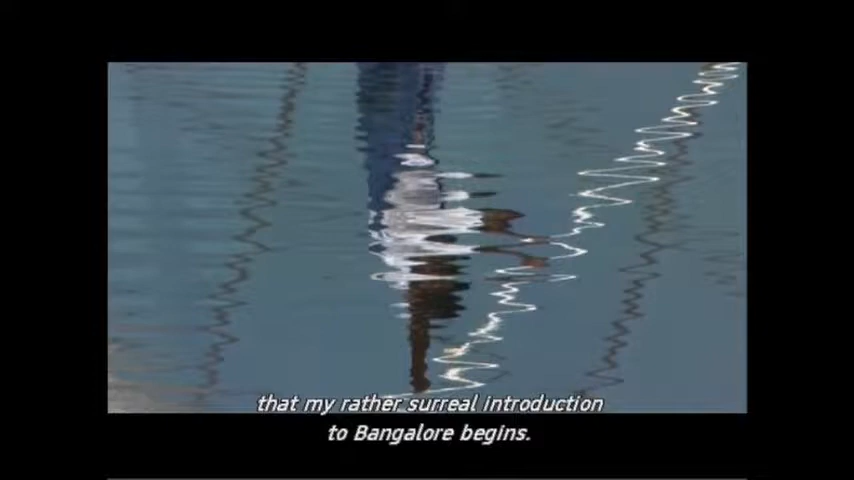 that my rather surreal introduction
to Bangalore begins.